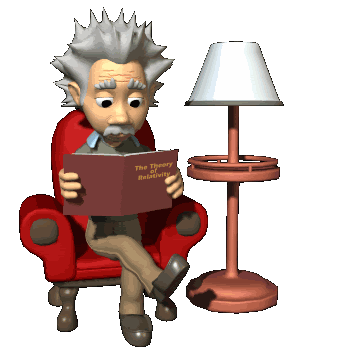 The Theory
of
Relativity